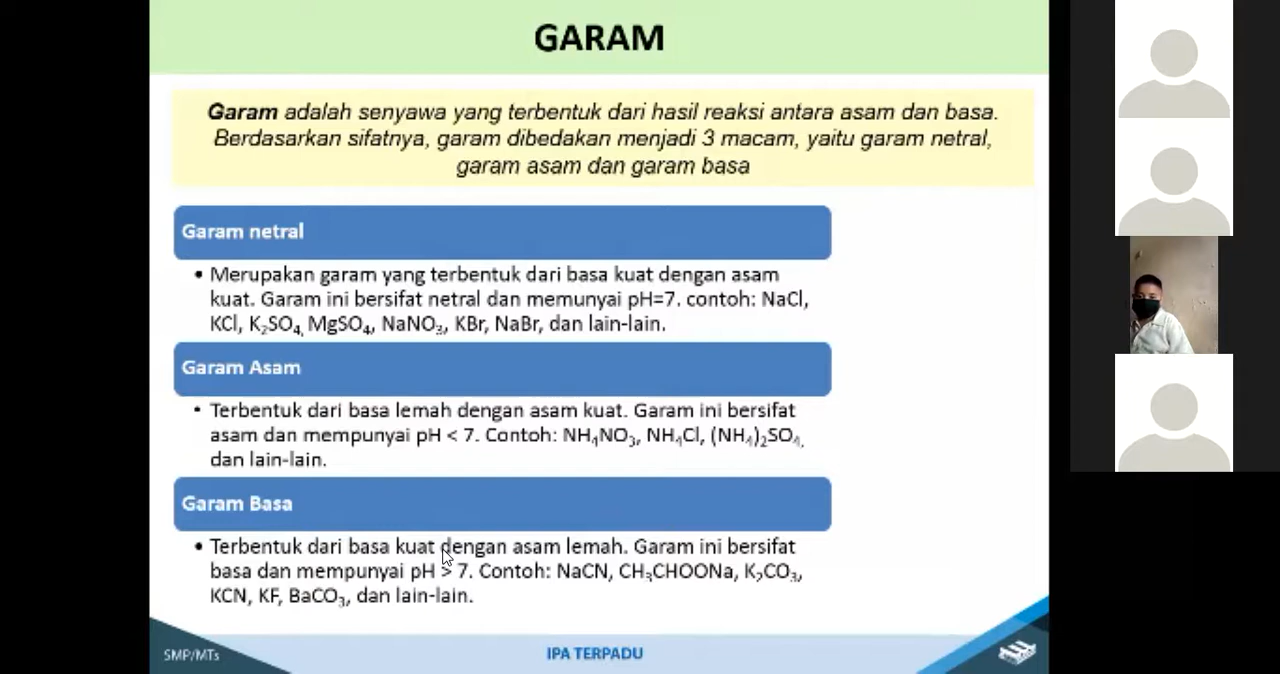 GARAM
Garam adalah senyawa yang terbentuk dari hasil reaksi antara asam dan basa.
Berdasarkan sifatnya, garam dibedakan menjadi 3 macam, yaitu garam netral,
garam asam dan garam basa
Garam netral
• Merupakan garam yang terbentuk dari basa kuat dengan asam
kuat. Garam ini bersifat netral dan memunyai pH=7. contoh: NaCl,
KCl, K₂SO₄, MgSO₄, NaNO₃, KBr, NaBr, dan lain-lain.
Garam Asam
• Terbentuk dari basa lemah dengan asam kuat. Garam ini bersifat
asam dan mempunyai pH < 7. Contoh: NH₄NO₃, NH₄Cl, (NH₄)₂SO₄,
dan lain-lain.
Garam Basa
• Terbentuk dari basa kuat dengan asam lemah. Garam ini bersifat
basa dan mempunyai pH > 7. Contoh: NaCN, CH₃CHOONa, K₂CO₃,
KCN, KF, BaCO₃, dan lain-lain.
SMP/MTs
IPA TERPADU